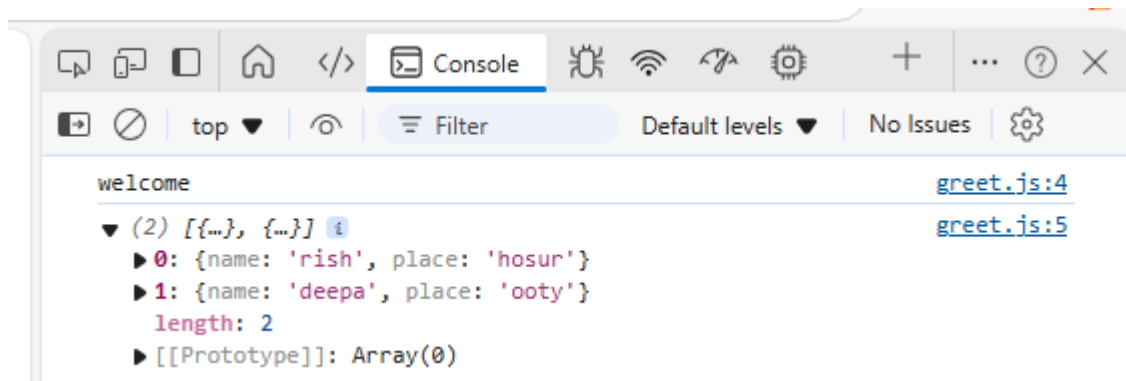 Console
top ▼ Filter Default levels ▼ No Issues
welcome greet.js:4
▼ (2) [{…}, {…}] i greet.js:5
▶ 0: {name: 'rish', place: 'hosur'}
▶ 1: {name: 'deepa', place: 'ooty'}
length: 2
▶ [[Prototype]]: Array(0)